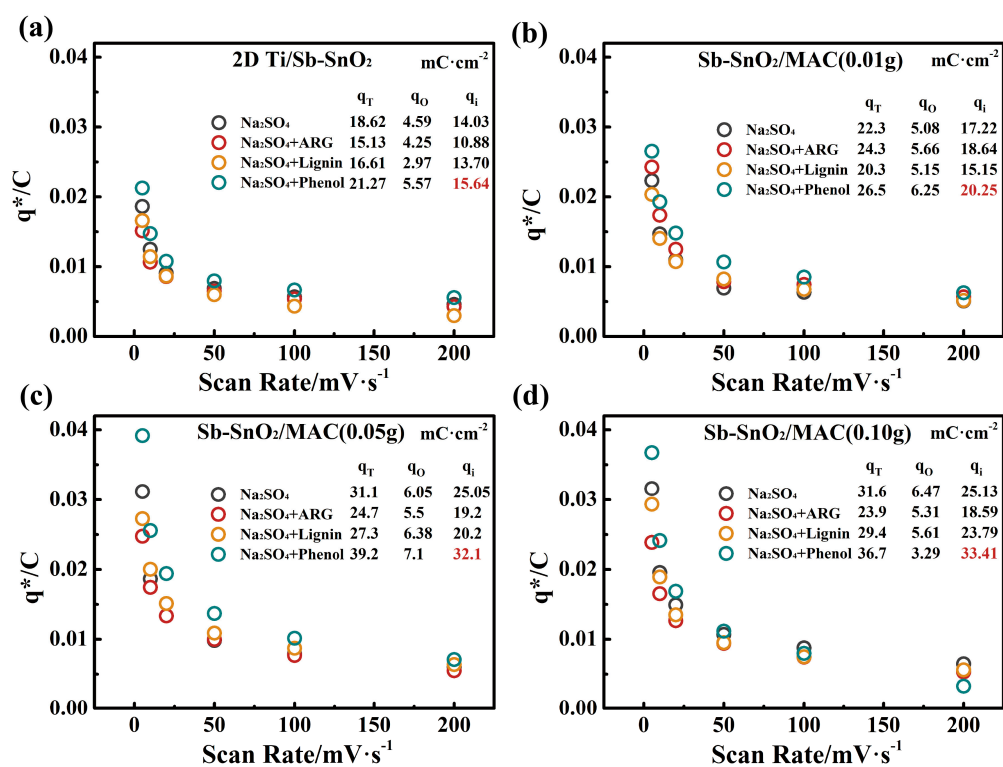 (a)
2D Ti/Sb-SnO₂ mC·cm⁻²
q_T q_O q_i
Na₂SO₄ 18.62 4.59 14.03
Na₂SO₄+ARG 15.13 4.25 10.88
Na₂SO₄+Lignin 16.61 2.97 13.70
Na₂SO₄+Phenol 21.27 5.57 15.64
q*/C
0.04
0.03
0.02
0.01
0.00
0 50 100 150 200
Scan Rate/mV·s⁻¹
(b)
Sb-SnO₂/MAC(0.01g) mC·cm⁻²
q_T q_O q_i
Na₂SO₄ 22.3 5.08 17.22
Na₂SO₄+ARG 24.3 5.66 18.64
Na₂SO₄+Lignin 20.3 5.15 15.15
Na₂SO₄+Phenol 26.5 6.25 20.25
q*/C
0.04
0.03
0.02
0.01
0.00
0 50 100 150 200
Scan Rate/mV·s⁻¹
(c)
Sb-SnO₂/MAC(0.05g) mC·cm⁻²
q_T q_O q_i
Na₂SO₄ 31.1 6.05 25.05
Na₂SO₄+ARG 24.7 5.5 19.2
Na₂SO₄+Lignin 27.3 6.38 20.2
Na₂SO₄+Phenol 39.2 7.1 32.1
q*/C
0.04
0.03
0.02
0.01
0.00
0 50 100 150 200
Scan Rate/mV·s⁻¹
(d)
Sb-SnO₂/MAC(0.10g) mC·cm⁻²
q_T q_O q_i
Na₂SO₄ 31.6 6.47 25.13
Na₂SO₄+ARG 23.9 5.31 18.59
Na₂SO₄+Lignin 29.4 5.61 23.79
Na₂SO₄+Phenol 36.7 3.29 33.41
q*/C
0.04
0.03
0.02
0.01
0.00
0 50 100 150 200
Scan Rate/mV·s⁻¹